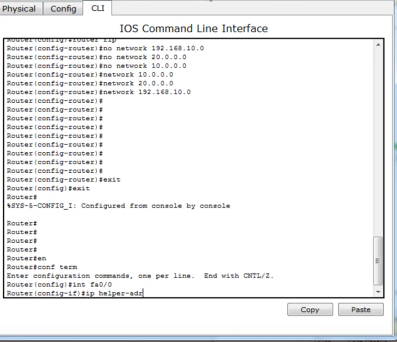 Physical Config CLI
IOS Command Line Interface
Router(config)#router rip
Router(config-router)#no network 192.168.10.0
Router(config-router)#no network 20.0.0.0
Router(config-router)#no network 10.0.0.0
Router(config-router)#network 10.0.0.0
Router(config-router)#network 20.0.0.0
Router(config-router)#network 192.168.10.0
Router(config-router)#
Router(config-router)#
Router(config-router)#
Router(config-router)#
Router(config-router)#
Router(config-router)#
Router(config-router)#
Router(config-router)#
Router(config-router)#exit
Router(config)#exit
Router#
%SYS-5-CONFIG_I: Configured from console by console
Router#
Router#
Router#
Router#
Router#en
Router#conf term
Enter configuration commands, one per line. End with CNTL/Z.
Router(config)#int fa0/0
Router(config-if)#ip helper-adr
Copy Paste